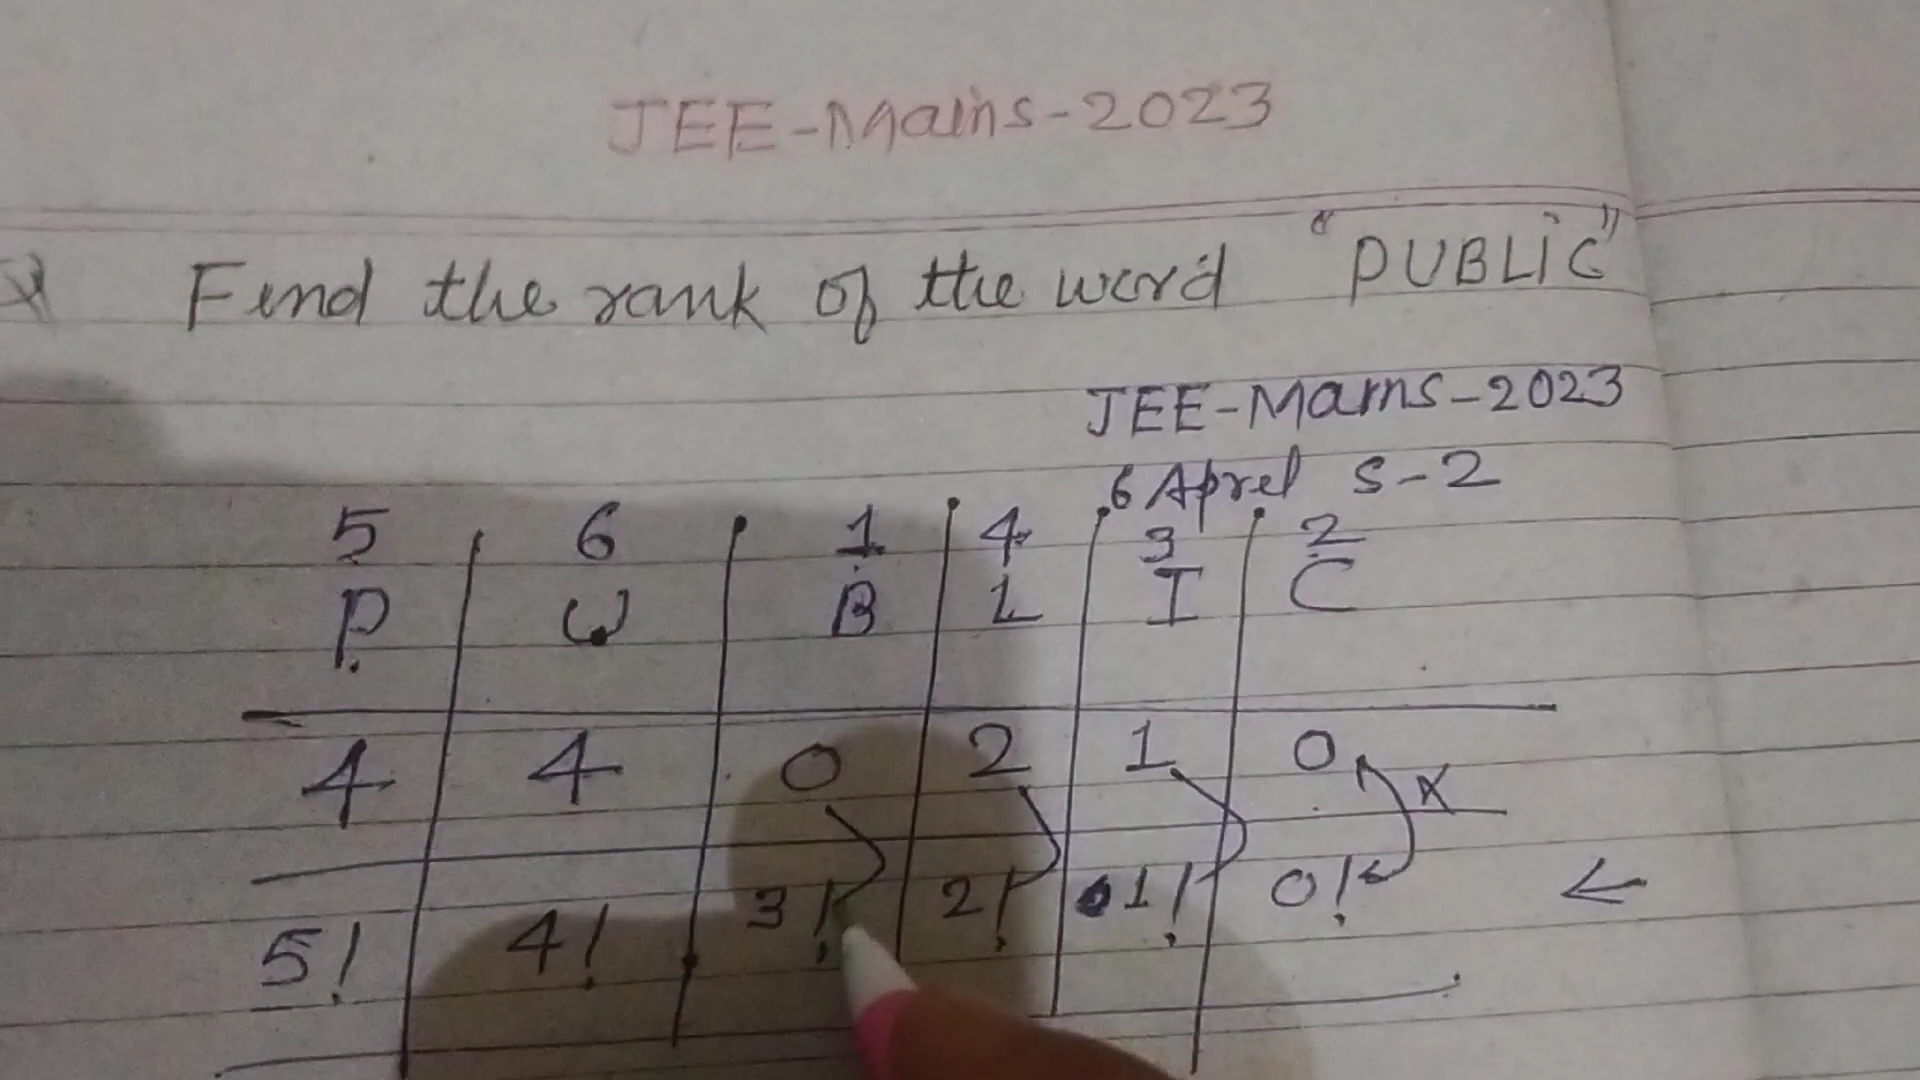 JEE-Mains-2023
Find the rank of the word "PUBLIC"
JEE-Mains-2023
6 Aprel S-2
5 6 1 4 3 2
P U B L I C
4 4 0 2 1 0
5! 4! 3! 2! 1! 0! ←